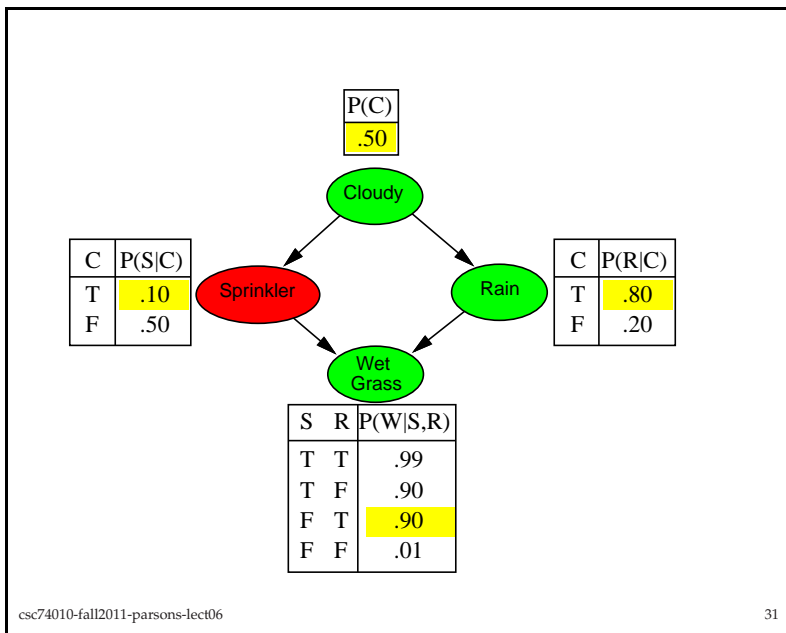 P(C)
.50
Cloudy
C P(S|C)
T .10
F .50
Sprinkler
Rain
C P(R|C)
T .80
F .20
Wet
Grass
S R P(W|S,R)
T T .99
T F .90
F T .90
F F .01
csc74010-fall2011-parsons-lect06 31